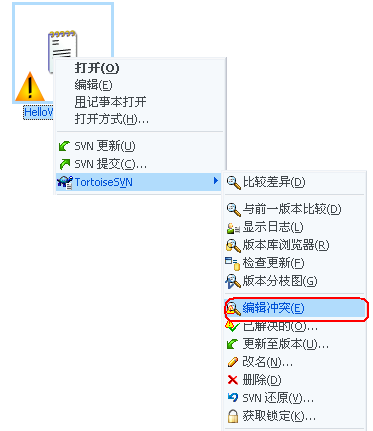 HelloW
打开(O)
编辑(E)
用记事本打开
打开方式(H)...
SVN 更新(U)
SVN 提交(C)...
TortoiseSVN
比较差异(D)
与前一版本比较(D)
显示日志(L)
版本库浏览器(R)
检查更新(F)
版本分枝图(G)
编辑冲突(E)
已解决的(O)...
更新至版本(U)...
改名(N)...
删除(D)
SVN 还原(V)...
获取锁定(K)...